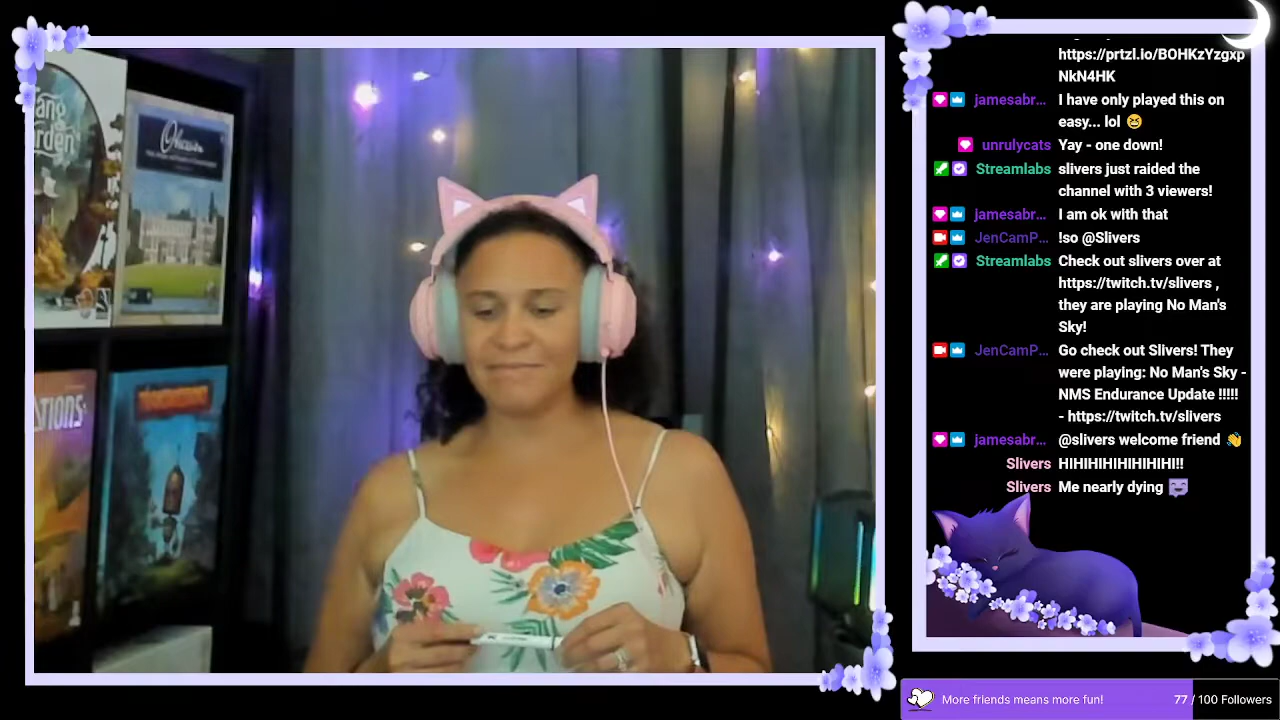 Obsession
https://prtzl.io/BOHKzYzgxp
NkN4HK
jamesabr... I have only played this on
easy... lol 😆
unrulycats Yay - one down!
Streamlabs slivers just raided the
channel with 3 viewers!
jamesabr... I am ok with that
JenCamP... !so @Slivers
Streamlabs Check out slivers over at
https://twitch.tv/slivers ,
they are playing No Man's
Sky!
JenCamP... Go check out Slivers! They
were playing: No Man's Sky -
NMS Endurance Update !!!!!
- https://twitch.tv/slivers
jamesabr... @slivers welcome friend 👋
Slivers HIHIHIHIHIHIHIHI!!
Slivers Me nearly dying
More friends means more fun! 77 / 100 Followers